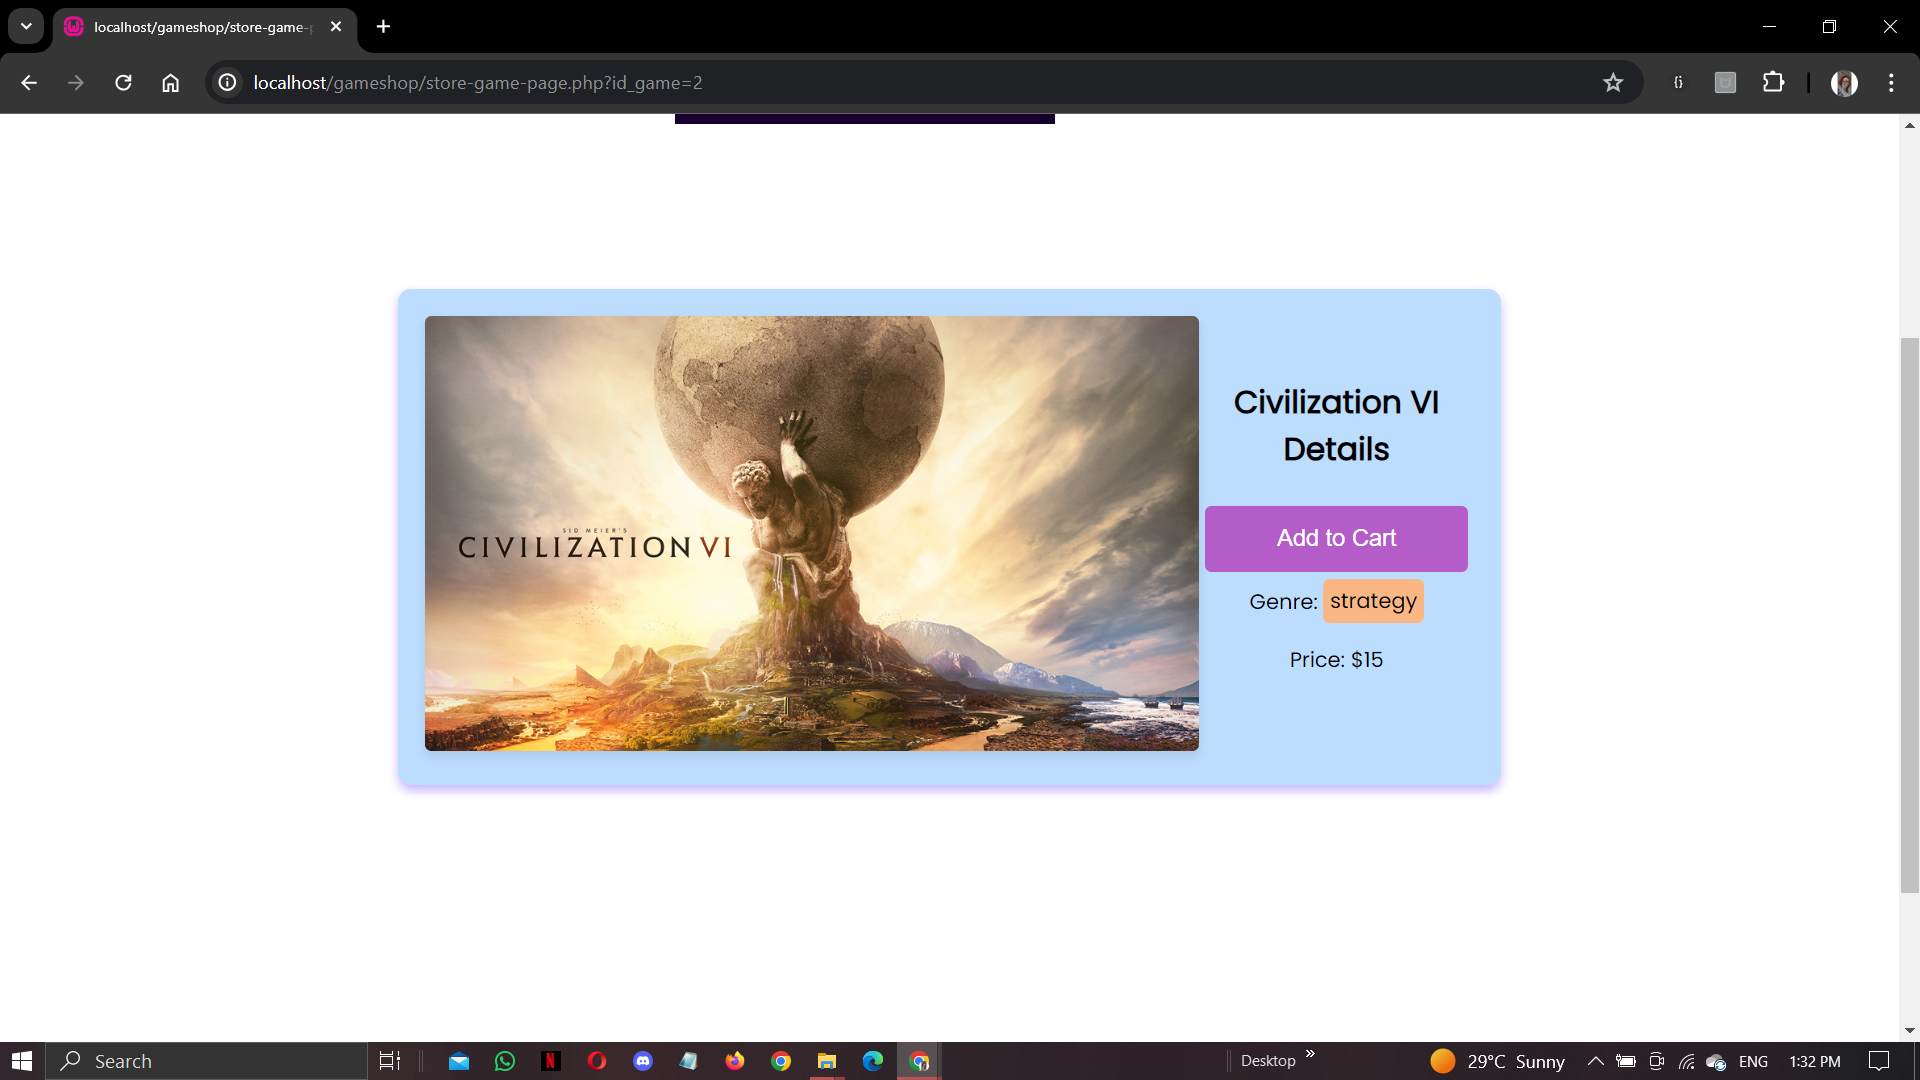 localhost/gameshop/store-game-p
localhost/gameshop/store-game-page.php?id_game=2
SID MEIER'S
CIVILIZATION VI
Civilization VI
Details
Add to Cart
Genre: strategy
Price: $15
Search
Desktop
29°C Sunny
ENG
1:32 PM